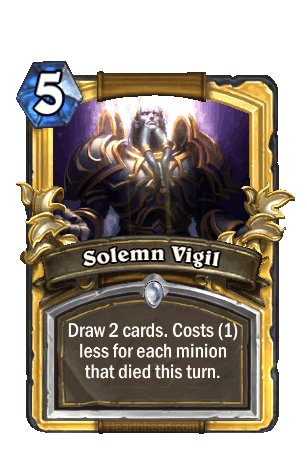 5
Solemn Vigil
Draw 2 cards. Costs (1)
less for each minion
that died this turn.